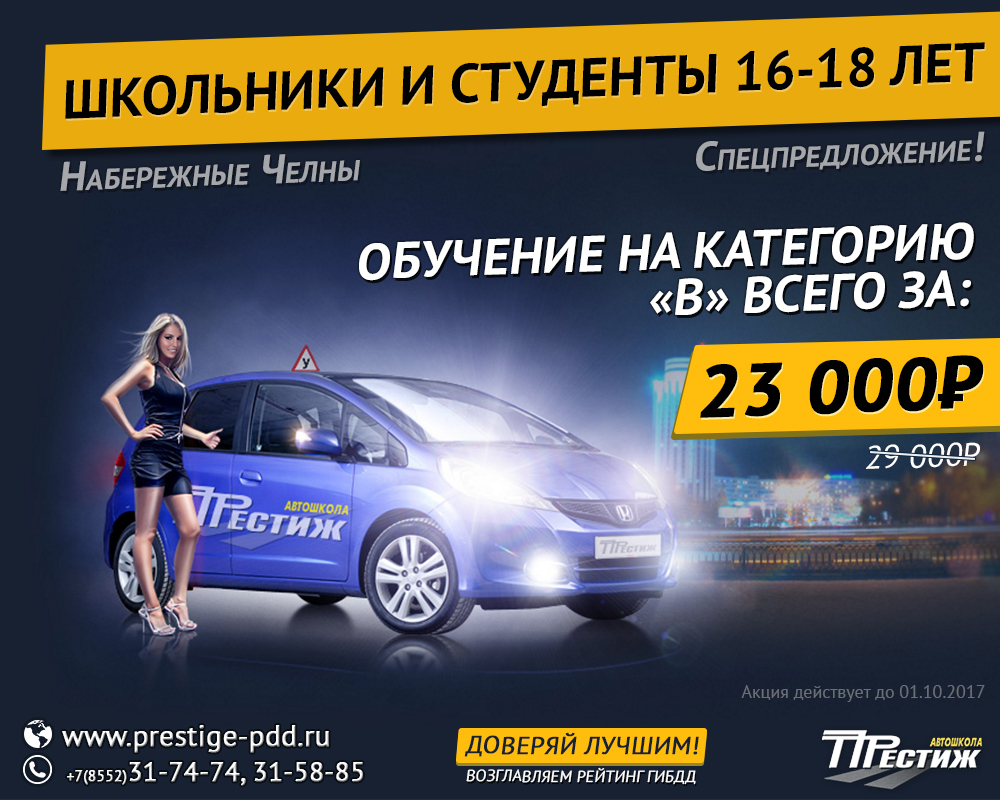 ШКОЛЬНИКИ И СТУДЕНТЫ 16-18 ЛЕТ
НАБЕРЕЖНЫЕ ЧЕЛНЫ
СПЕЦПРЕДЛОЖЕНИЕ!
ОБУЧЕНИЕ НА КАТЕГОРИЮ
«В» ВСЕГО ЗА:
23 000₽
29 000₽
У
АВТОШКОЛА
ПРЕСТИЖ
ПРЕСТИЖ
Акция действует до 01.10.2017
www.prestige-pdd.ru
+7(8552)31-74-74, 31-58-85
ДОВЕРЯЙ ЛУЧШИМ!
ВОЗГЛАВЛЯЕМ РЕЙТИНГ ГИБДД
АВТОШКОЛА
ПРЕСТИЖ